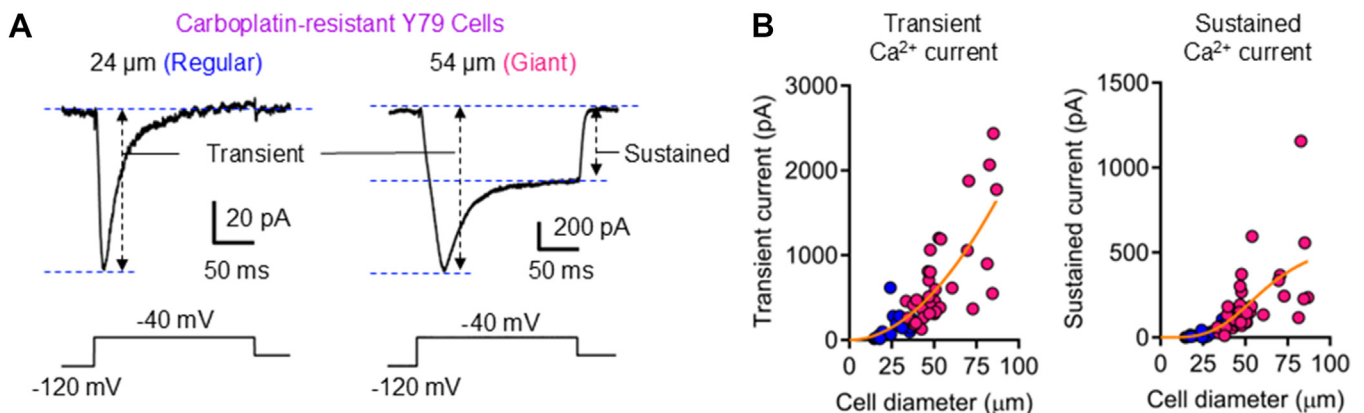 A
Carboplatin-resistant Y79 Cells
24 μm (Regular)
54 μm (Giant)
Transient
Sustained
20 pA
50 ms
200 pA
50 ms
-40 mV
-120 mV
-40 mV
-120 mV
B
Transient
Ca²⁺ current
Transient current (pA)
3000
2000
1000
0
0 25 50 75 100
Cell diameter (μm)
Sustained
Ca²⁺ current
Sustained current (pA)
1500
1000
500
0
0 25 50 75 100
Cell diameter (μm)